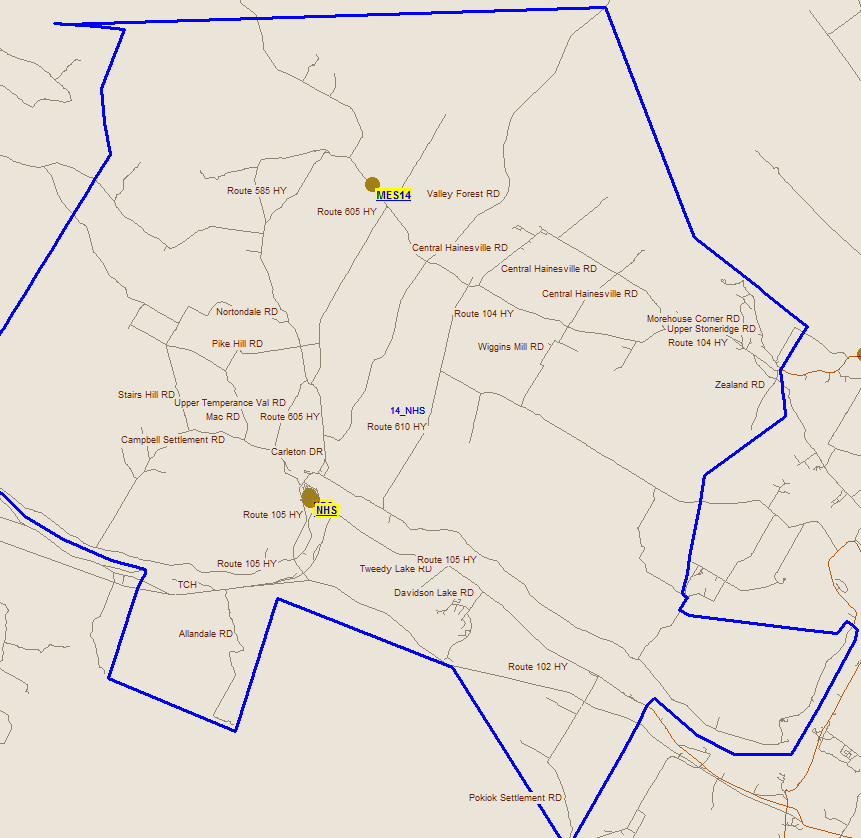 Route 585 HY
MES14
Valley Forest RD
Route 605 HY
Central Hainesville RD
Central Hainesville RD
Central Hainesville RD
Nortondale RD
Route 104 HY
Morehouse Corner RD
Upper Stoneridge RD
Pike Hill RD
Wiggins Mill RD
Route 104 HY
Zealand RD
Stairs Hill RD
Upper Temperance Val RD
Mac RD
Route 605 HY
14_NHS
Route 610 HY
Campbell Settlement RD
Carleton DR
NHS
Route 105 HY
Route 105 HY
Route 105 HY
Tweedy Lake RD
TCH
Davidson Lake RD
Allandale RD
Route 102 HY
Pokiok Settlement RD